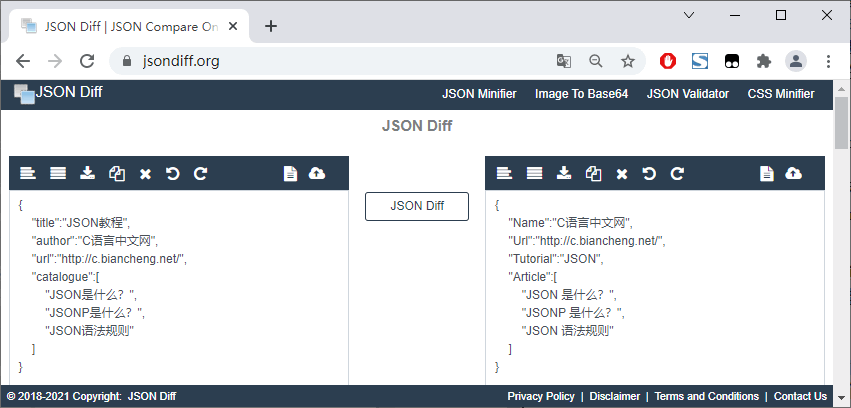 JSON Diff | JSON Compare On
jsondiff.org
JSON Diff
JSON Minifier Image To Base64 JSON Validator CSS Minifier
JSON Diff
{
"title":"JSON教程",
"author":"C语言中文网",
"url":"http://c.biancheng.net/",
"catalogue":[
"JSON是什么？",
"JSONP是什么？",
"JSON语法规则"
]
}
JSON Diff
{
"Name":"C语言中文网",
"Url":"http://c.biancheng.net/",
"Tutorial":"JSON",
"Article":[
"JSON 是什么？",
"JSONP 是什么？",
"JSON 语法规则"
]
}
© 2018-2021 Copyright: JSON Diff
Privacy Policy | Disclaimer | Terms and Conditions | Contact Us